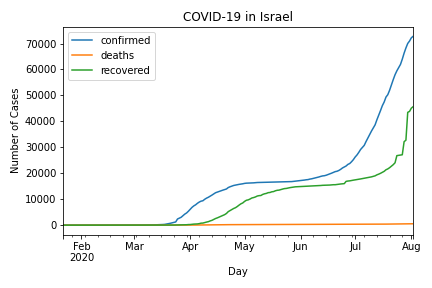 COVID-19 in Israel
confirmed
deaths
recovered
Number of Cases
70000
60000
50000
40000
30000
20000
10000
0
Feb Mar Apr May Jun Jul Aug
2020
Day